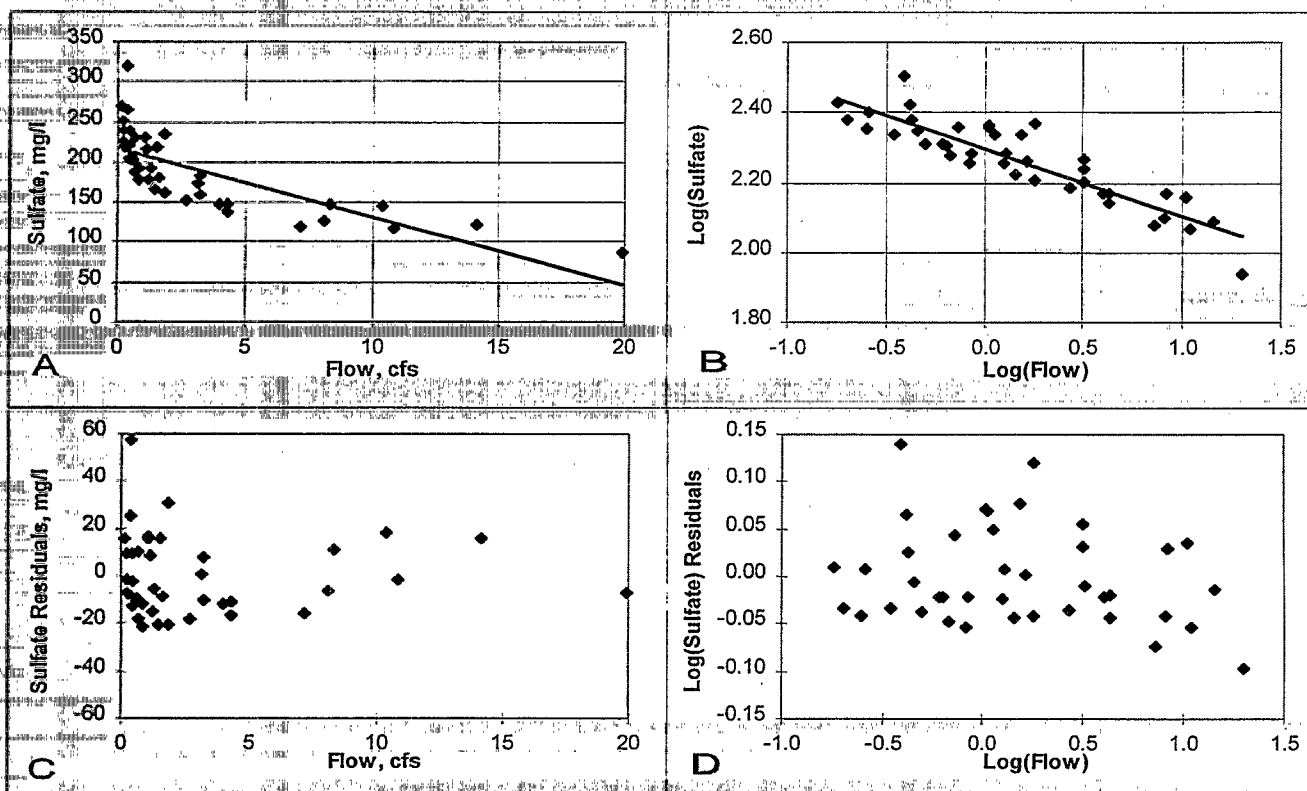 350
300
250
200
150
100
50
0
Sulfate, mg/l
0 5 10 15 20
Flow, cfs
A
2.60
2.40
2.20
2.00
1.80
Log(Sulfate)
-1.0 -0.5 0.0 0.5 1.0 1.5
Log(Flow)
B
60
40
20
0
-20
-40
-60
Sulfate Residuals, mg/l
0 5 10 15 20
Flow, cfs
C
0.15
0.10
0.05
0.00
-0.05
-0.10
-0.15
Log(Sulfate) Residuals
-1.0 -0.5 0.0 0.5 1.0 1.5
Log(Flow)
D